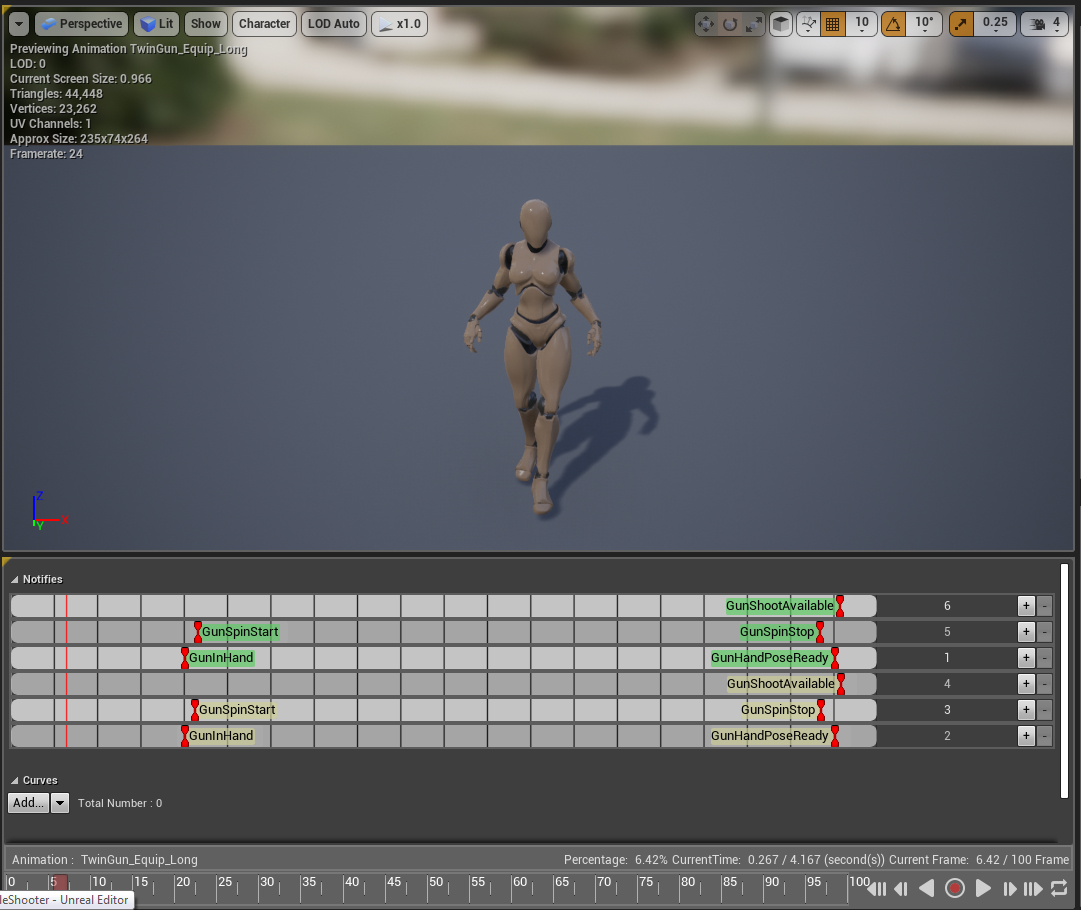 Perspective Lit Show Character LOD Auto x1.0 10 10° 0.25 4
Previewing Animation TwinGun_Equip_Long
LOD: 0
Current Screen Size: 0.966
Triangles: 44,448
Vertices: 23,262
UV Channels: 1
Approx Size: 235x74x264
Framerate: 24
Z
X
Y
Notifies
GunShootAvailable 6 + -
GunSpinStart GunSpinStop 5 + -
GunInHand GunHandPoseReady 1 + -
GunShootAvailable 4 + -
GunSpinStart GunSpinStop 3 + -
GunInHand GunHandPoseReady 2 + -
Curves
Add... Total Number : 0
Animation : TwinGun_Equip_Long Percentage: 6.42% CurrentTime: 0.267 / 4.167 (second(s)) Current Frame: 6.42 / 100 Frame
0 5 10 15 20 25 30 35 40 45 50 55 60 65 70 75 80 85 90 95 100
leShooter - Unreal Editor